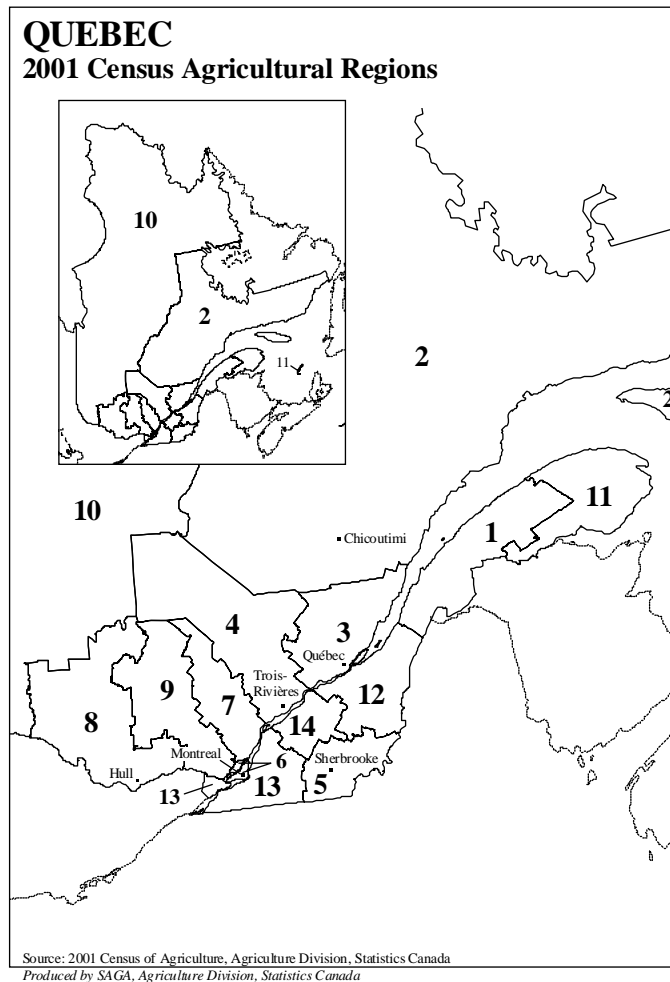 QUEBEC
2001 Census Agricultural Regions
10
2
11
2
2
10
11
1
Chicoutimi
4
3
Québec
Trois-
Rivières
12
9
7
8
14
Montreal
6
Sherbrooke
Hull
13
13
5
Source: 2001 Census of Agriculture, Agriculture Division, Statistics Canada
Produced by SAGA, Agriculture Division, Statistics Canada